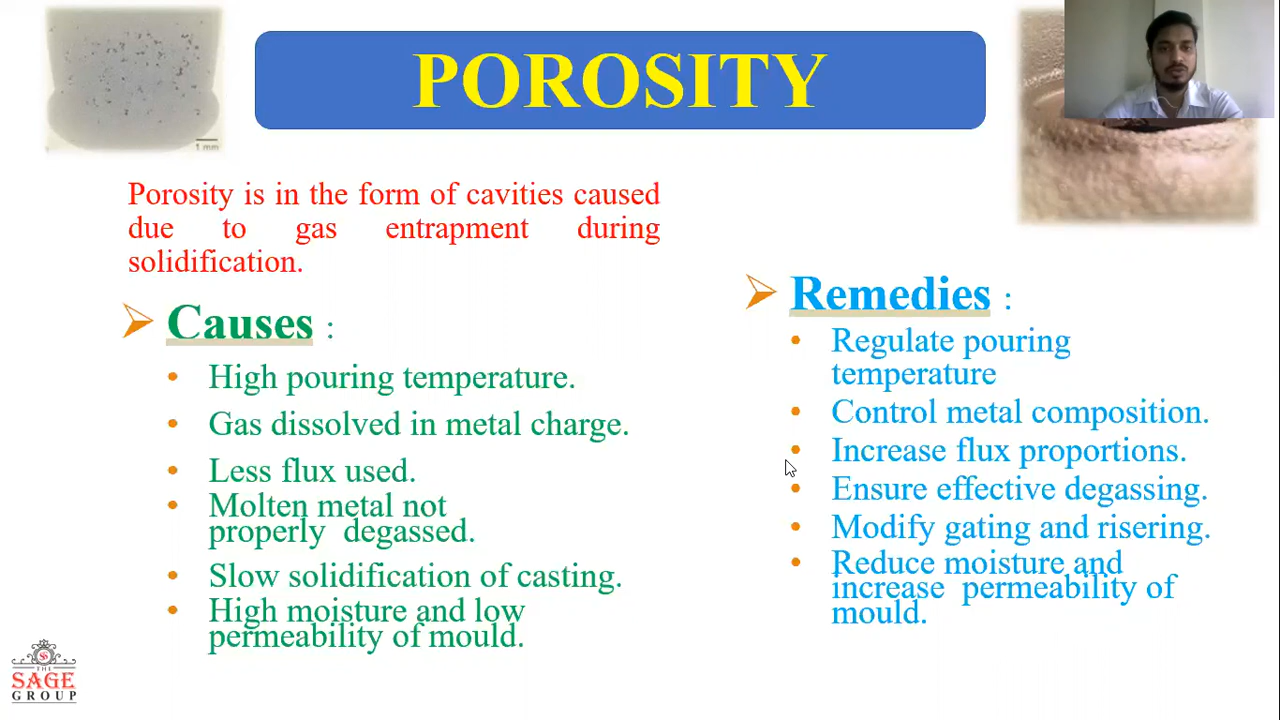 POROSITY
1 mm
Porosity is in the form of cavities caused
due to gas entrapment during
solidification.
Causes :
High pouring temperature.
Gas dissolved in metal charge.
Less flux used.
Molten metal not
properly degassed.
Slow solidification of casting.
High moisture and low
permeability of mould.
Remedies :
Regulate pouring
temperature
Control metal composition.
Increase flux proportions.
Ensure effective degassing.
Modify gating and risering.
Reduce moisture and
increase permeability of
mould.
THE
SAGE
GROUP